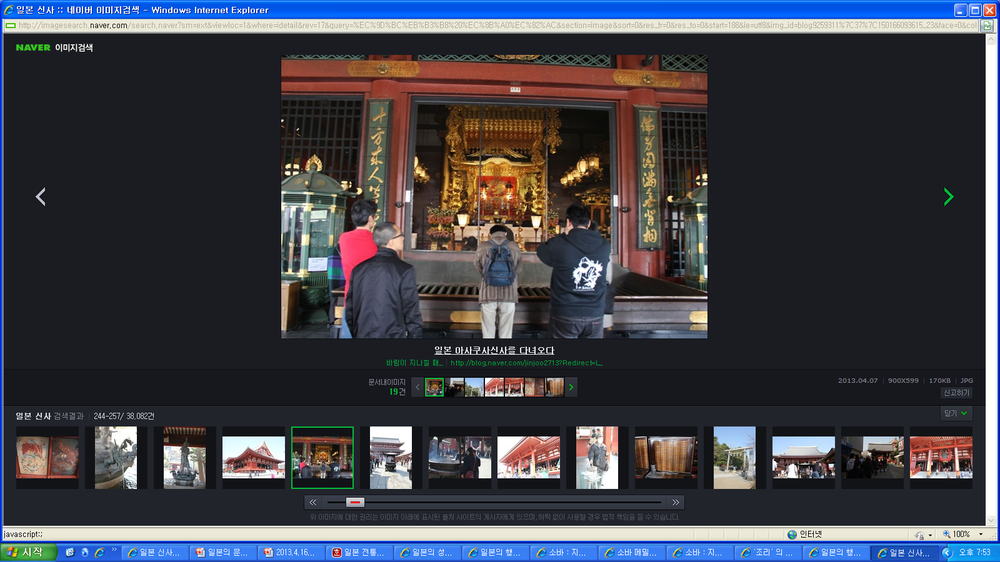 일본 신사 :: 네이버 이미지검색 - Windows Internet Explorer
http://imagesearch.naver.com/search.naver?sm=ext&viewloc=1&where=idetail&rev=17&query=%EC%9D%BC%EB%B3%B8%20%EC%8B%A0%EC%82%AC&section=image&sort=0&res_fr=0&res_to=0&start=188&ie=utf8&img_id=blog9259311%7C37%7C150166093615_23&face=0&col
NAVER 이미지검색
十方来人
佛身圓満無背相
일본 아사쿠사신사를 다녀오다
바람이 지나칠 때... | http://blog.naver.com/jinjoo2713?Redirect=L...
문서내이미지
19건
2013.04.07 | 900X599 | 170KB | JPG
신고하기
일본 신사 검색결과 | 244-257/ 38,082건
닫기
위 이미지에 대한 권리는 이미지 아래에 표시된 출처 사이트의 게시자에게 있으며, 허락 없이 사용할 경우 법적 책임을 질 수 있습니다.
javascript:;
인터넷
100%
시작
일본 신사...
일본의 문...
2013.4.16...
일본 전통...
일본의 성...
일본의 행...
소바 : 지...
소바 메밀...
소바 : 지...
'조리' 의 ...
일본의 행...
일본 신사...
오후 7:53